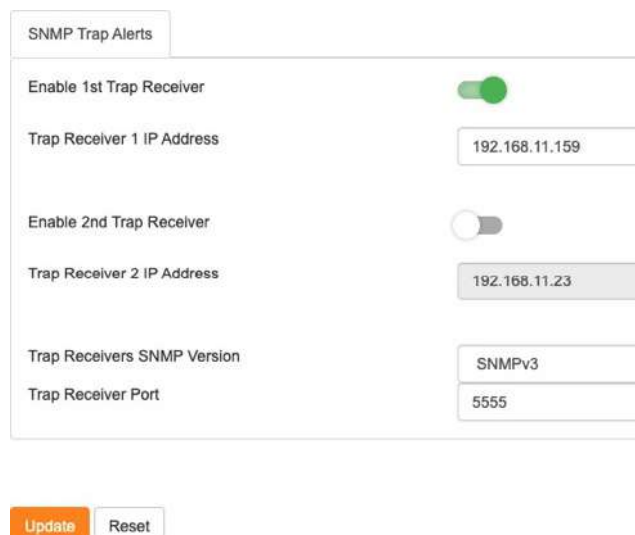 SNMP Trap Alerts
Enable 1st Trap Receiver
Trap Receiver 1 IP Address
192.168.11.159
Enable 2nd Trap Receiver
Trap Receiver 2 IP Address
192.168.11.23
Trap Receivers SNMP Version
SNMPv3
Trap Receiver Port
5555
Update
Reset